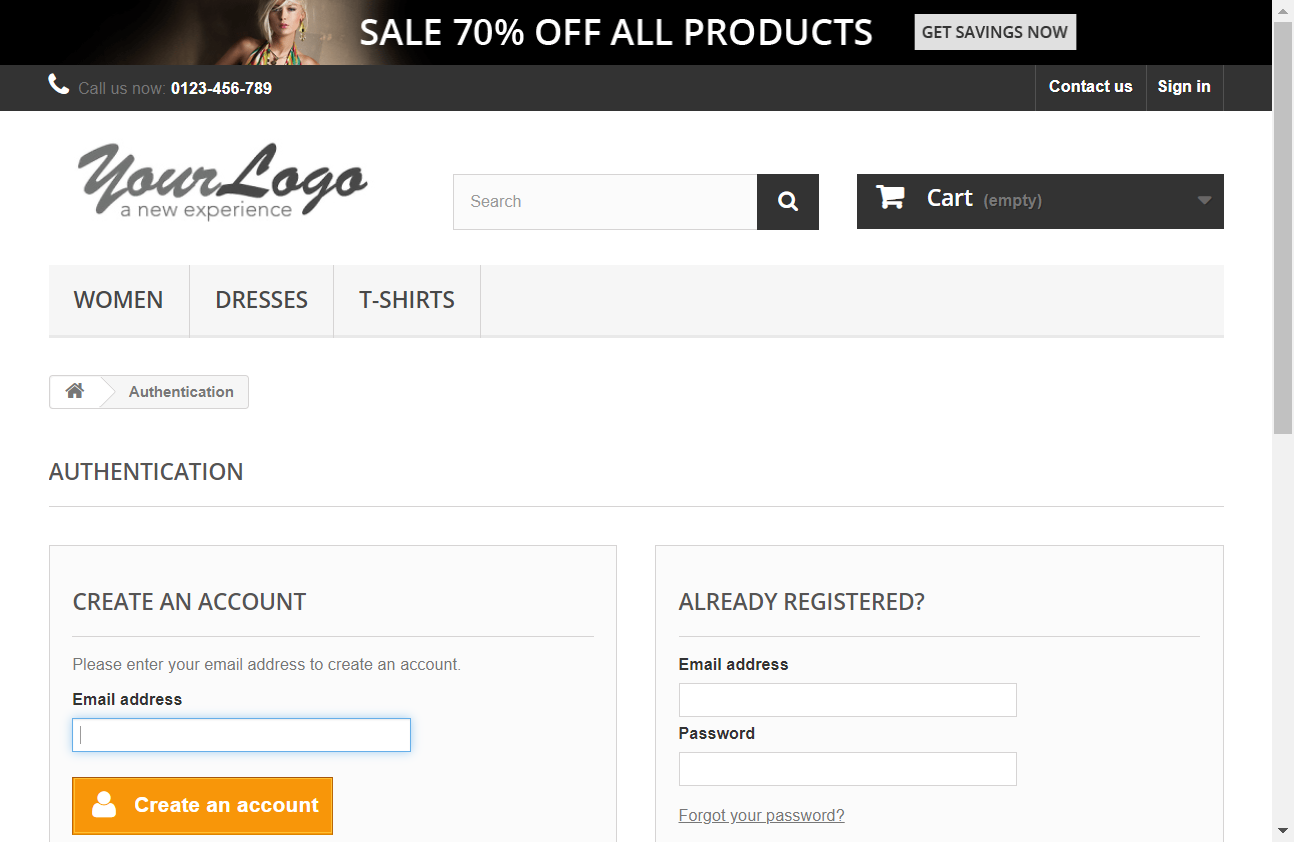 SALE 70% OFF ALL PRODUCTS GET SAVINGS NOW
Call us now: 0123-456-789 Contact us Sign in
Your Logo
a new experience
Search
Cart (empty)
WOMEN DRESSES T-SHIRTS
Authentication
AUTHENTICATION
CREATE AN ACCOUNT
Please enter your email address to create an account.
Email address
Create an account
ALREADY REGISTERED?
Email address
Password
Forgot your password?